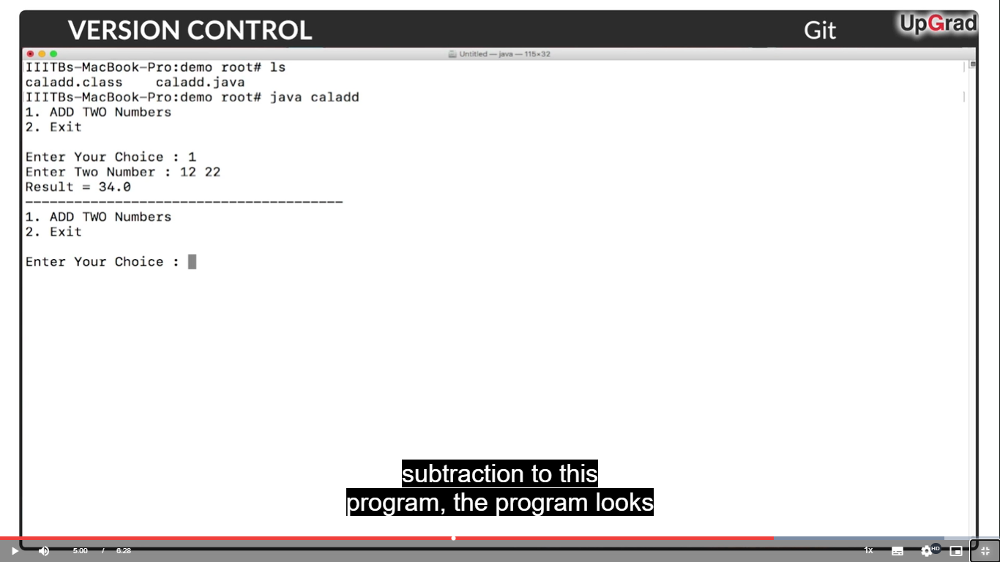 VERSION CONTROL
Git
UpGrad
Untitled — java — 115×32
IIITBs-MacBook-Pro:demo root# ls
caladd.class    caladd.java
IIITBs-MacBook-Pro:demo root# java caladd
1. ADD TWO Numbers
2. Exit
Enter Your Choice : 1
Enter Two Number : 12 22
Result = 34.0
---------------------------------------
1. ADD TWO Numbers
2. Exit
Enter Your Choice :
subtraction to this
program, the program looks
5:00 / 6:28
1x
HD